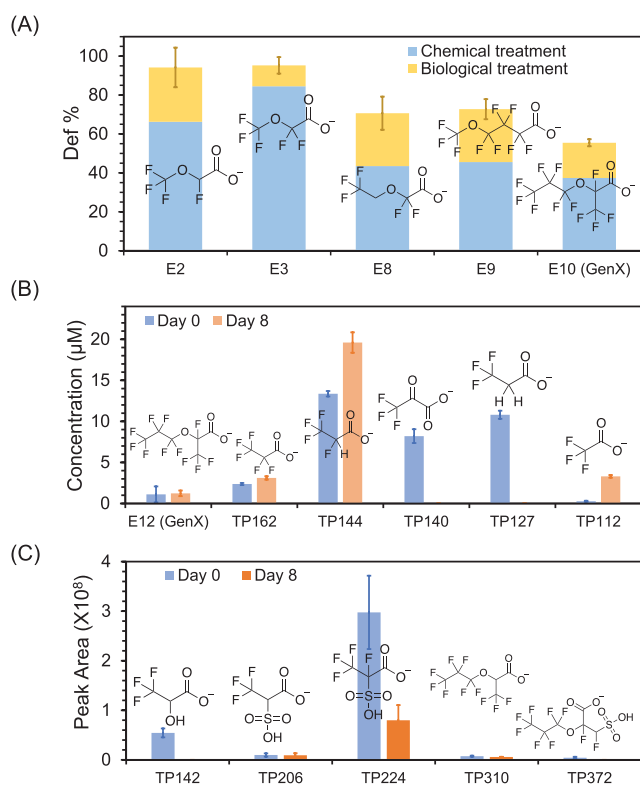 (A)
Def %
100
80
60
40
20
0
Chemical treatment
Biological treatment
E2
E3
E8
E9
E10 (GenX)
(B)
Concentration (μM)
20
15
10
5
0
Day 0
Day 8
E12 (GenX)
TP162
TP144
TP140
TP127
TP112
(C)
Peak Area (X10⁸)
4
3
2
1
0
Day 0
Day 8
TP142
TP206
TP224
TP310
TP372